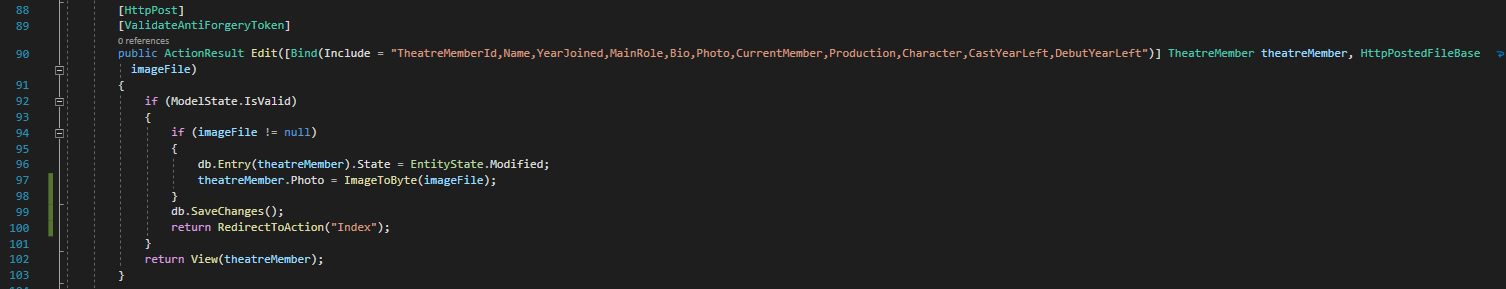 88 [HttpPost]
89 [ValidateAntiForgeryToken]
0 references
90 public ActionResult Edit([Bind(Include = "TheatreMemberId,Name,YearJoined,MainRole,Bio,Photo,CurrentMember,Production,Character,CastYearLeft,DebutYearLeft")] TheatreMember theatreMember, HttpPostedFileBase
imageFile)
91 {
92 if (ModelState.IsValid)
93 {
94 if (imageFile != null)
95 {
96 db.Entry(theatreMember).State = EntityState.Modified;
97 theatreMember.Photo = ImageToByte(imageFile);
98 }
99 db.SaveChanges();
100 return RedirectToAction("Index");
101 }
102 return View(theatreMember);
103 }